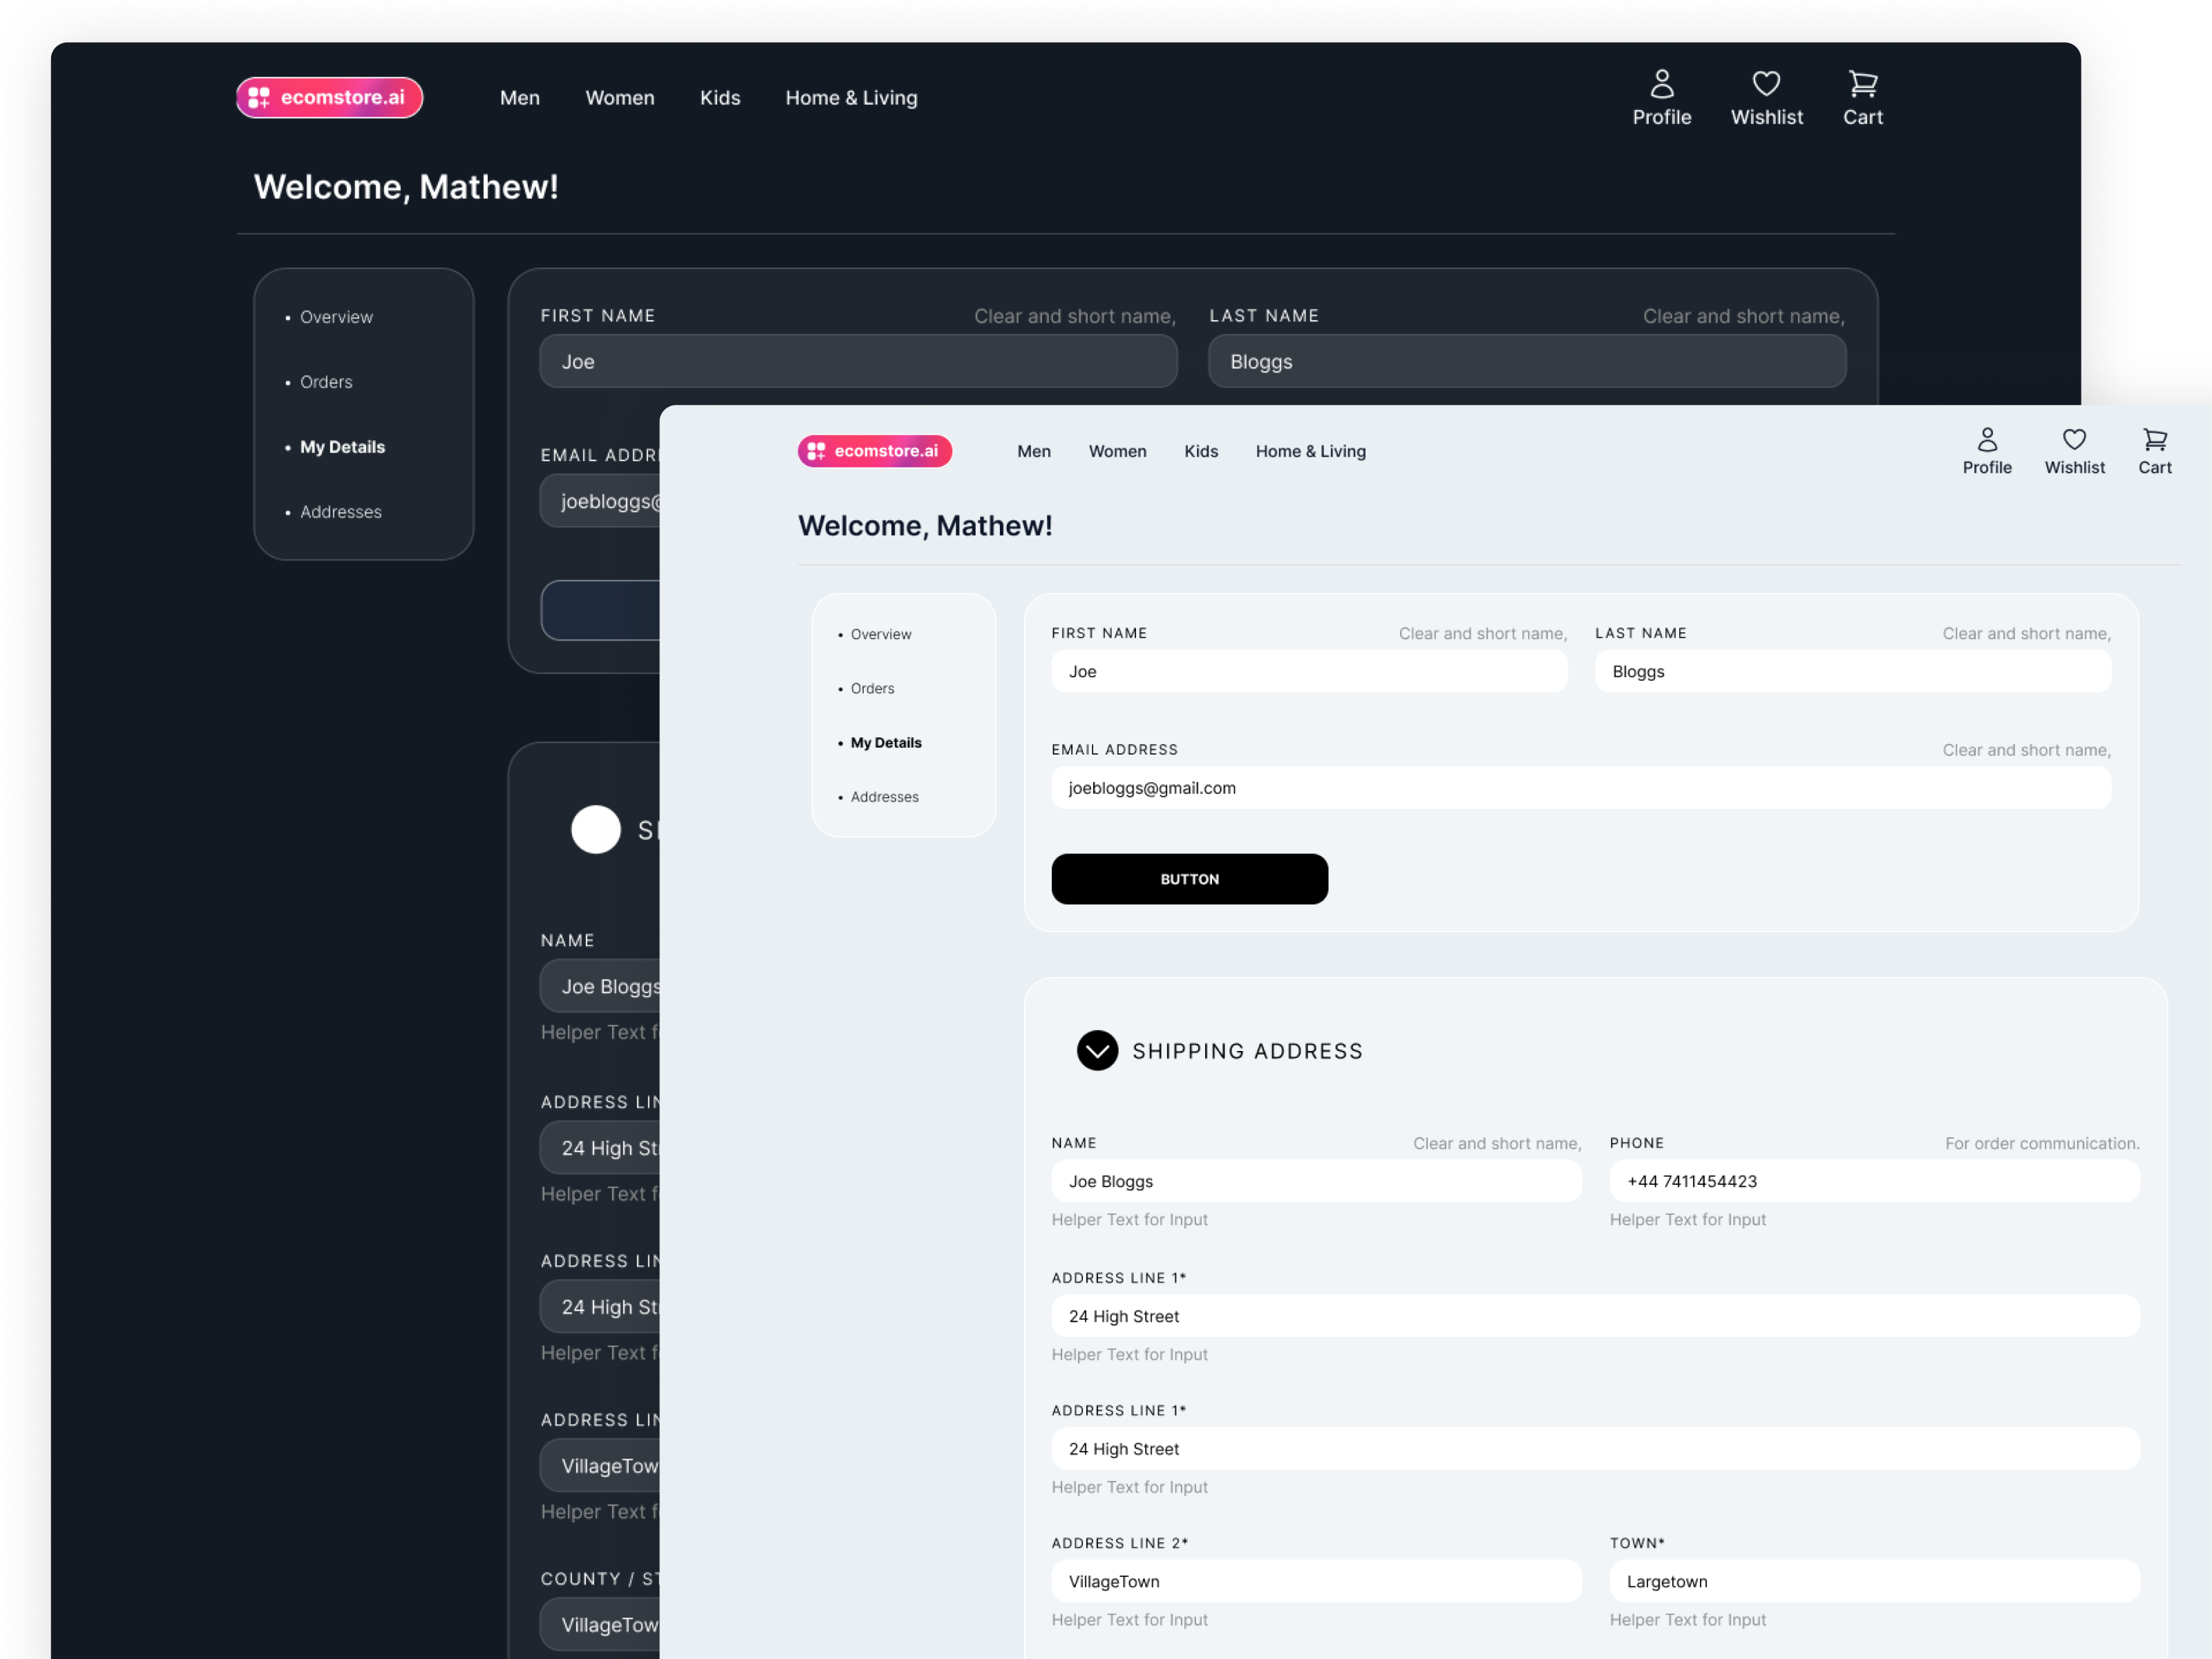 ecomstore.ai Men Women Kids Home & Living Profile Wishlist Cart
Welcome, Mathew!
• Overview
• Orders
• My Details
• Addresses
FIRST NAME Clear and short name, LAST NAME Clear and short name,
Joe Bloggs
EMAIL ADDR
joebloggs@
NAME
Joe Bloggs
Helper Text f
ADDRESS LIN
24 High St
Helper Text f
ADDRESS LIN
24 High St
Helper Text f
ADDRESS LIN
VillageTow
Helper Text f
COUNTY / ST
VillageTow
ecomstore.ai Men Women Kids Home & Living Profile Wishlist Cart
Welcome, Mathew!
• Overview
• Orders
• My Details
• Addresses
FIRST NAME Clear and short name, LAST NAME Clear and short name,
Joe Bloggs
EMAIL ADDRESS Clear and short name,
joebloggs@gmail.com
BUTTON
SHIPPING ADDRESS
NAME Clear and short name, PHONE For order communication.
Joe Bloggs +44 7411454423
Helper Text for Input Helper Text for Input
ADDRESS LINE 1*
24 High Street
Helper Text for Input
ADDRESS LINE 1*
24 High Street
Helper Text for Input
ADDRESS LINE 2* TOWN*
VillageTown Largetown
Helper Text for Input Helper Text for Input